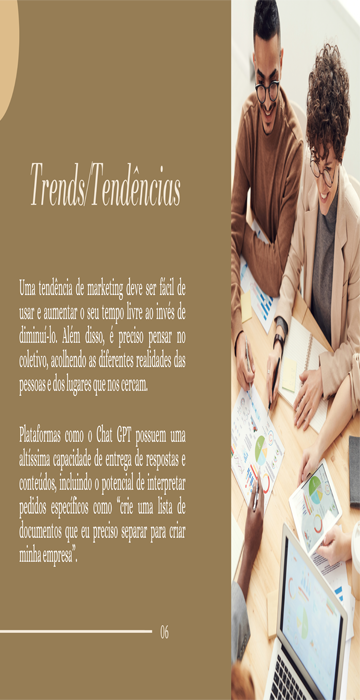 Trends/Tendências
Uma tendência de marketing deve ser fácil de
usar e aumentar o seu tempo livre ao invés de
diminuí-lo. Além disso, é preciso pensar no
coletivo, acolhendo as diferentes realidades das
pessoas e dos lugares que nos cercam.
Plataformas como o Chat GPT possuem uma
altíssima capacidade de entrega de respostas e
conteúdos, incluindo o potencial de interpretar
pedidos específicos como “crie uma lista de
documentos que eu preciso separar para criar
minha empresa”.
06